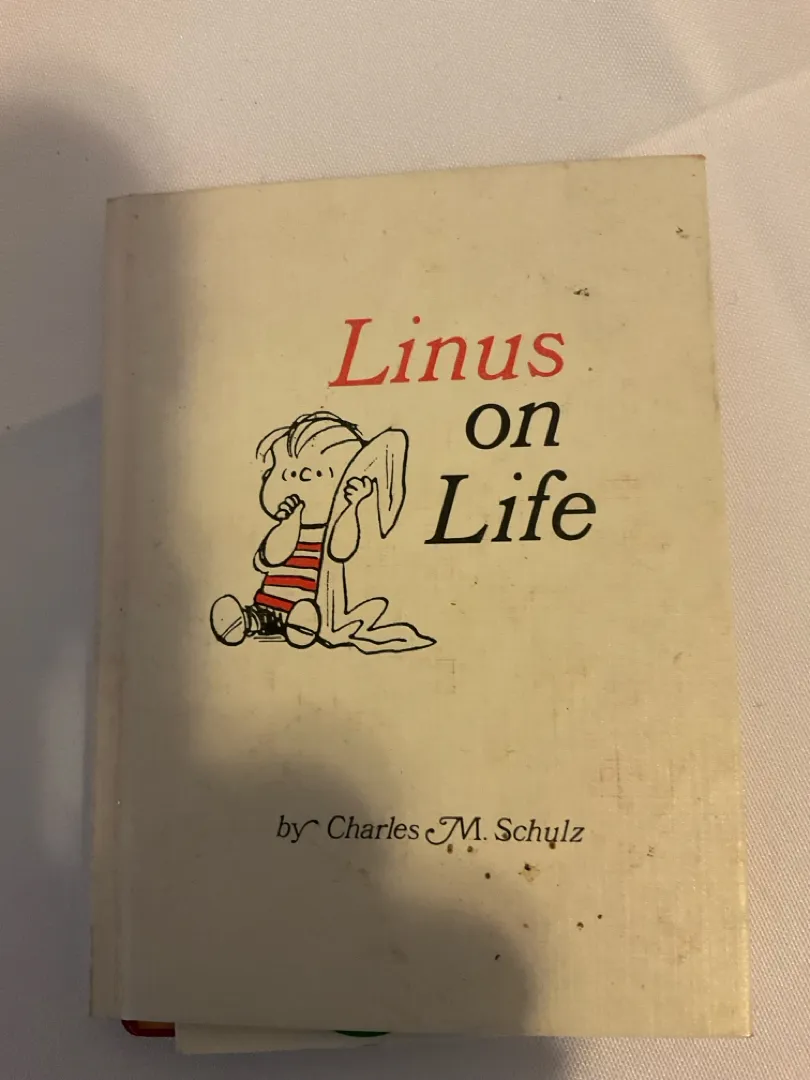 Linus
on
Life
by Charles M. Schulz